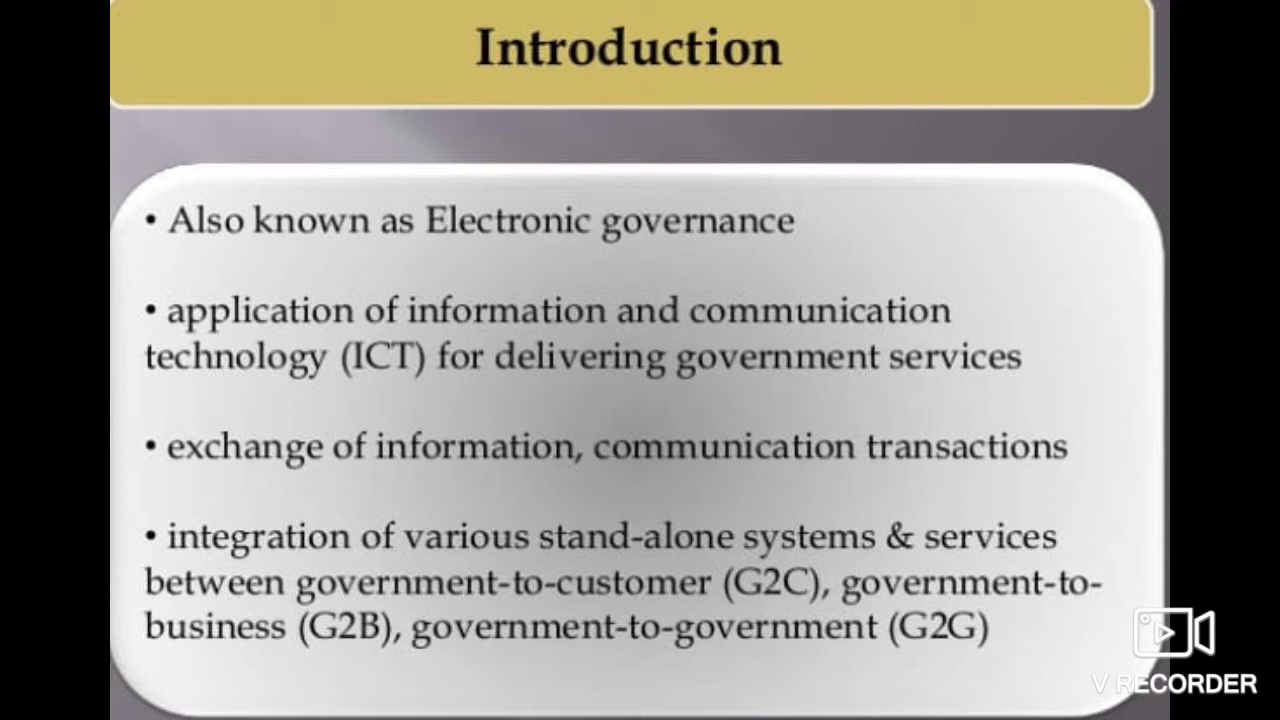 Introduction
• Also known as Electronic governance
• application of information and communication
technology (ICT) for delivering government services
• exchange of information, communication transactions
• integration of various stand-alone systems & services
between government-to-customer (G2C), government-to-
business (G2B), government-to-government (G2G)
V RECORDER